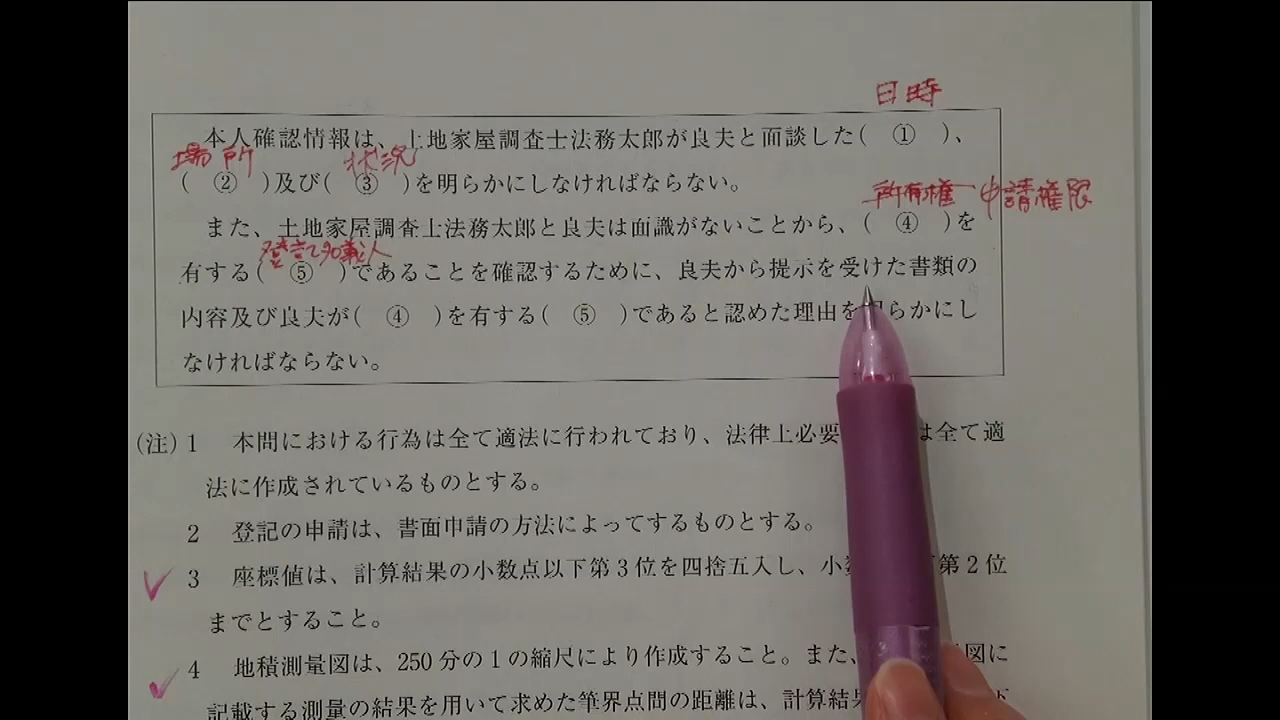 日時
本人確認情報は、土地家屋調査士法務太郎が良夫と面談した( ① )、
場所 状況
( ② )及び( ③ )を明らかにしなければならない。
所有権 申請権限
また、土地家屋調査士法務太郎と良夫は面識がないことから、( ④ )を
登記名義人
有する( ⑤ )であることを確認するために、良夫から提示を受けた書類の
内容及び良夫が( ④ )を有する( ⑤ )であると認めた理由を明らかにし
なければならない。
(注) 1 本問における行為は全て適法に行われており、法律上必要 は全て適
法に作成されているものとする。
2 登記の申請は、書面申請の方法によってするものとする。
3 座標値は、計算結果の小数点以下第3位を四捨五入し、小 第2位
までとすること。
4 地積測量図は、250分の1の縮尺により作成すること。また、 図に
記載する測量の結果を用いて求めた筆界点間の距離は、計算結